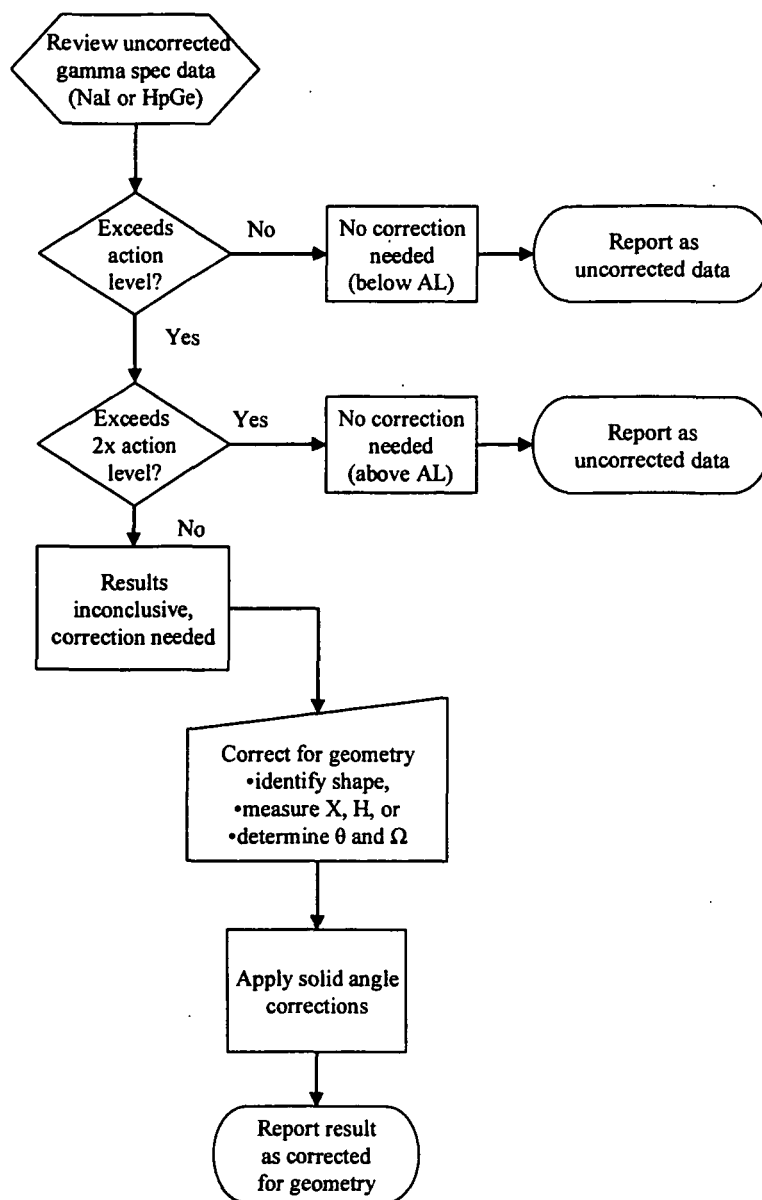 Review uncorrected
gamma spec data
(NaI or HpGe)
Exceeds
action
level?
No
No correction
needed
(below AL)
Report as
uncorrected data
Yes
Exceeds
2x action
level?
Yes
No correction
needed
(above AL)
Report as
uncorrected data
No
Results
inconclusive,
correction needed
Correct for geometry
•identify shape,
•measure X, H, or
•determine θ and Ω
Apply solid angle
corrections
Report result
as corrected
for geometry